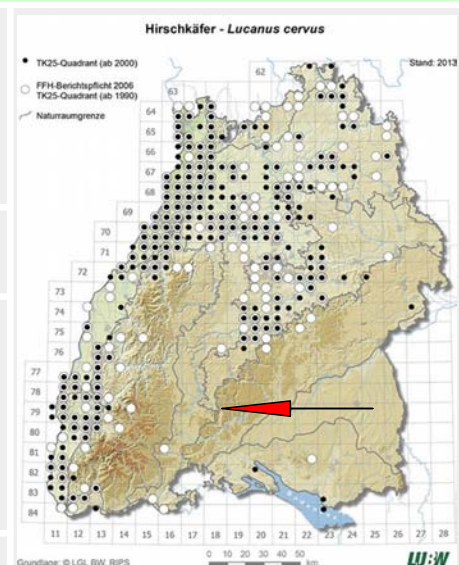 Hirschkäfer - Lucanus cervus
TK25-Quadrant (ab 2000)
Stand: 2013
FFH-Berichtspflicht 2006
TK25-Quadrant (ab 1990)
Naturraumgrenze
62
63
64
65
66
67
68
69
70
71
72
73
74
75
76
77
78
79
80
81
82
83
84
11 12 13 14 15 16 17 18 19 20 21 22 23 24 25 26 27 28
0 10 20 30 40 50
km
Grundlage: © LGL BW, RIPS
LUBW